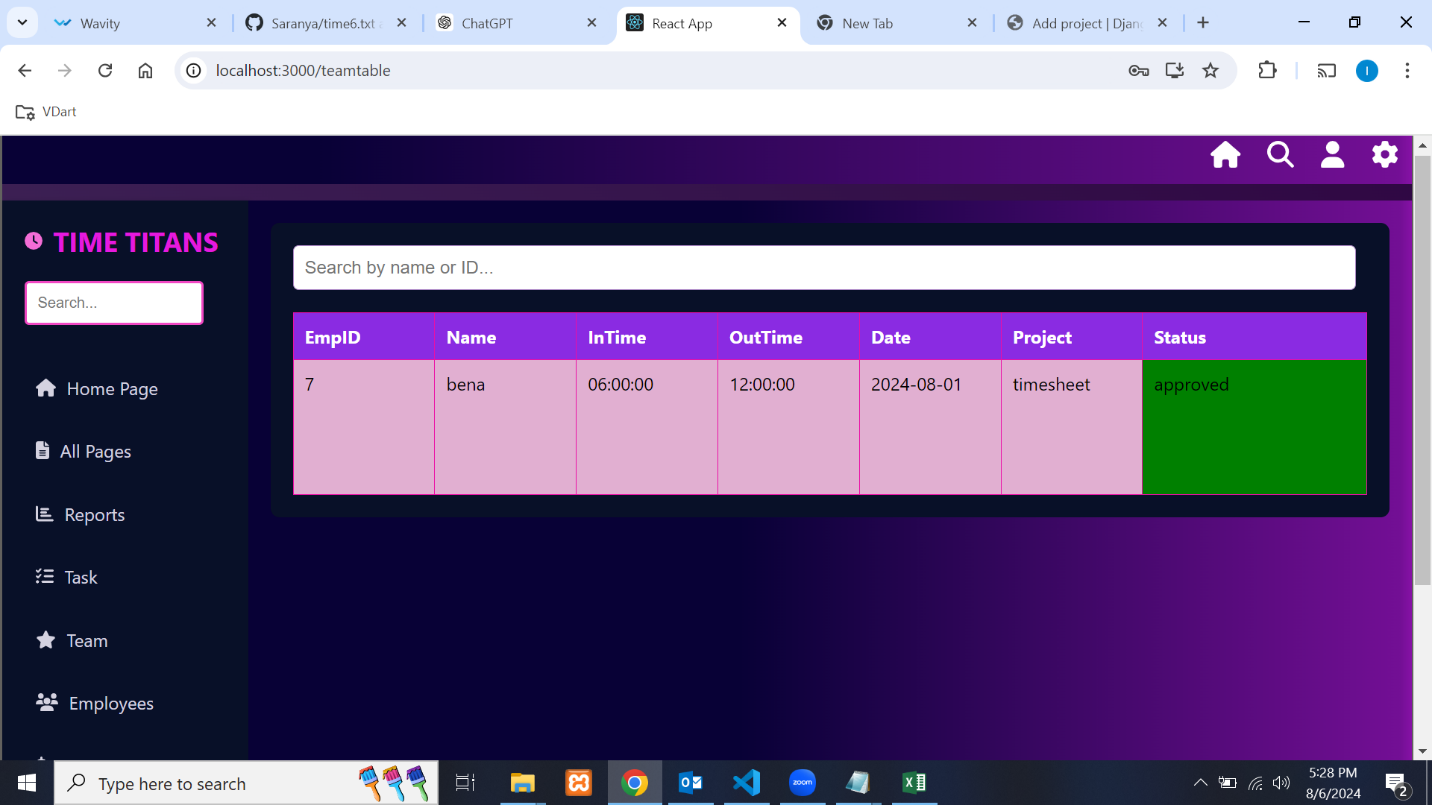 Wavity
Saranya/time6.txt
ChatGPT
React App
New Tab
Add project | Djan
localhost:3000/teamtable
I
VDart
TIME TITANS
Search...
Home Page
All Pages
Reports
Task
Team
Employees
Search by name or ID...
EmpID Name InTime OutTime Date Project Status
7 bena 06:00:00 12:00:00 2024-08-01 timesheet approved
Type here to search
zoom
5:28 PM
8/6/2024
2